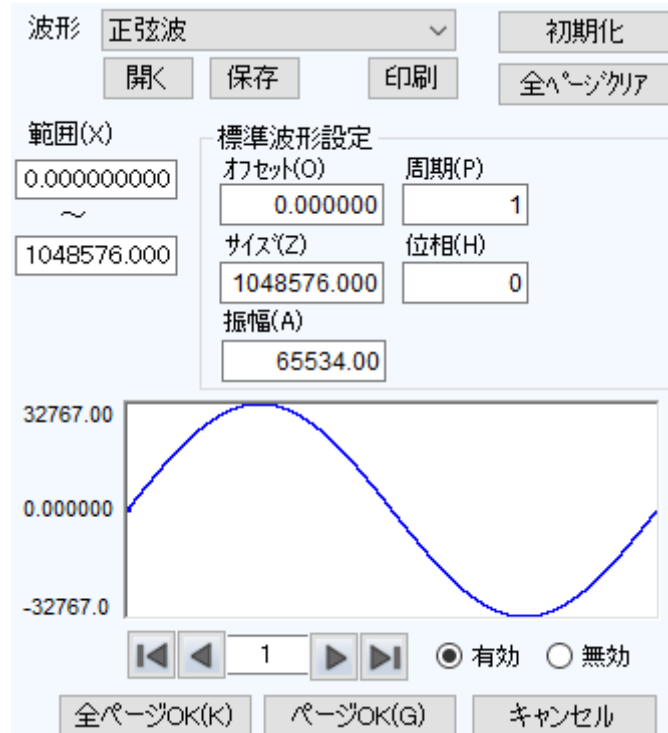 波形 正弦波 初期化
開く 保存 印刷 全ﾍﾟｰｼﾞｸﾘｱ
範囲(X) 標準波形設定
ｵﾌｾｯﾄ(O) 周期(P)
0.000000000 0.000000 1
～
ｻｲｽﾞ(Z) 位相(H)
1048576.000 1048576.000 0
振幅(A)
65534.00
32767.00
0.000000
-32767.0
1 有効 無効
全ページOK(K) ページOK(G) キャンセル